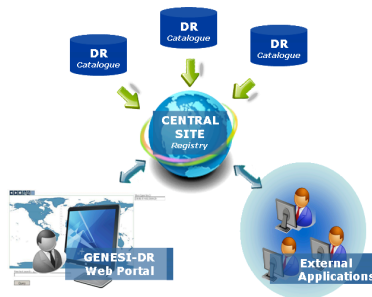 DR
Catalogue
DR
Catalogue
DR
Catalogue
CENTRAL
SITE
Registry
GENESI-DR
Web Portal
External
Applications